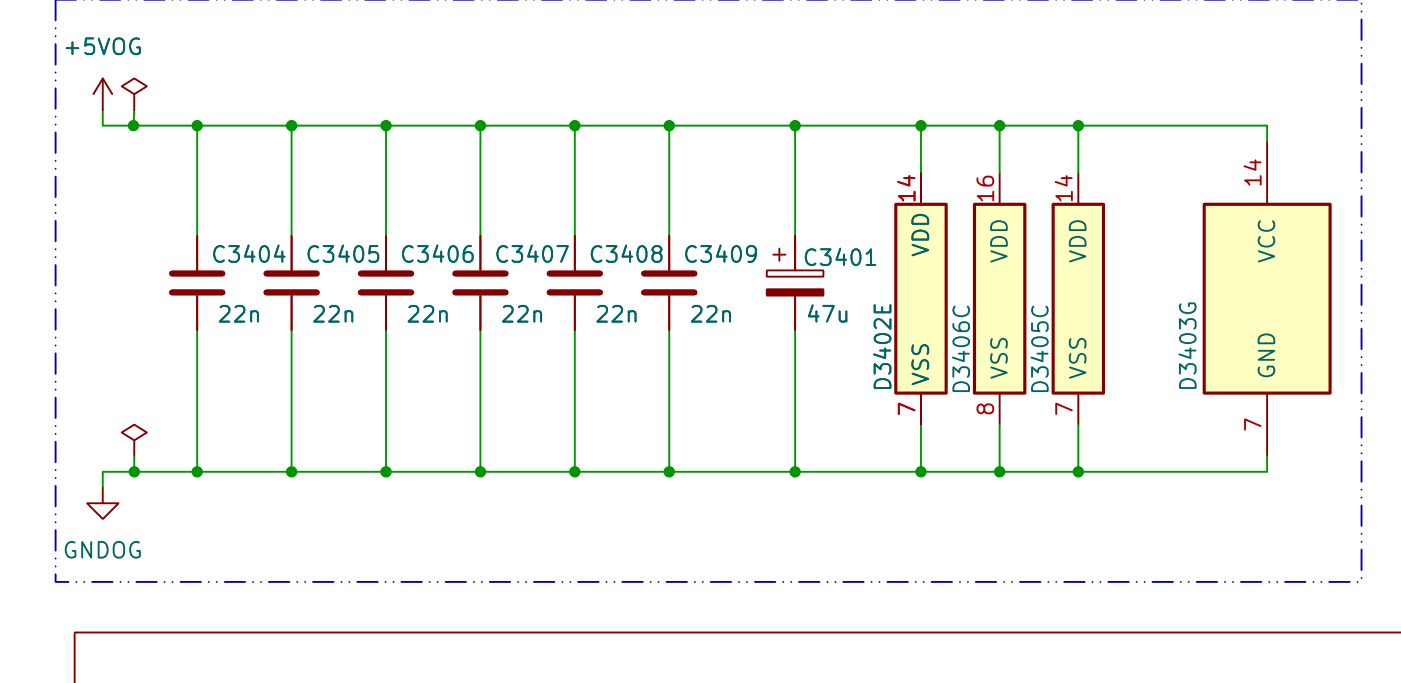 +5VOG
14
16
14
14
VDD
VDD
VDD
VCC
C3404
C3405
C3406
C3407
C3408
C3409
+
C3401
22n
22n
22n
22n
22n
22n
47u
D3402E
VSS
D3406C
VSS
D3405C
VSS
D3403G
GND
7
8
7
7
GNDOG